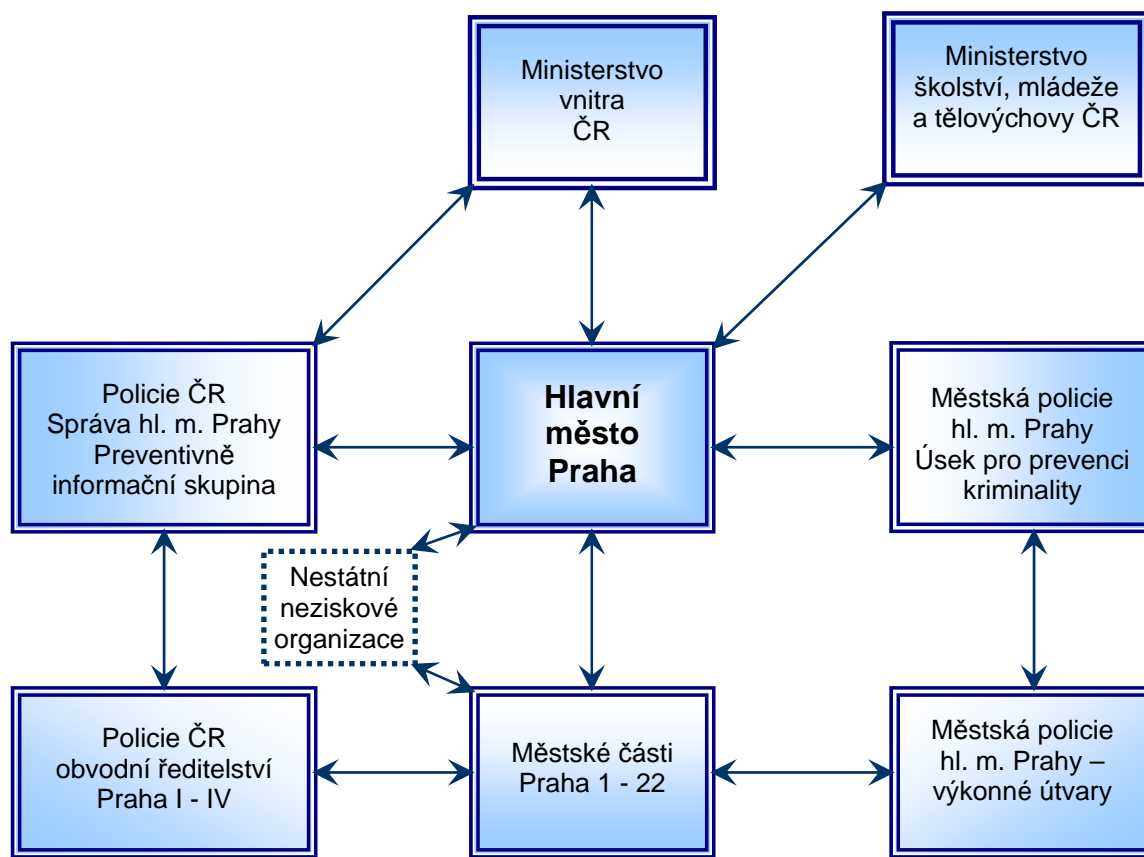 Ministerstvo
vnitra
ČR
Ministerstvo
školství, mládeže
a tělovýchovy ČR
Policie ČR
Správa hl. m. Prahy
Preventivně
informační skupina
Hlavní
město
Praha
Městská policie
hl. m. Prahy
Úsek pro prevenci
kriminality
Nestátní
neziskové
organizace
Policie ČR
obvodní ředitelství
Praha I - IV
Městské části
Praha 1 - 22
Městská policie
hl. m. Prahy –
výkonné útvary